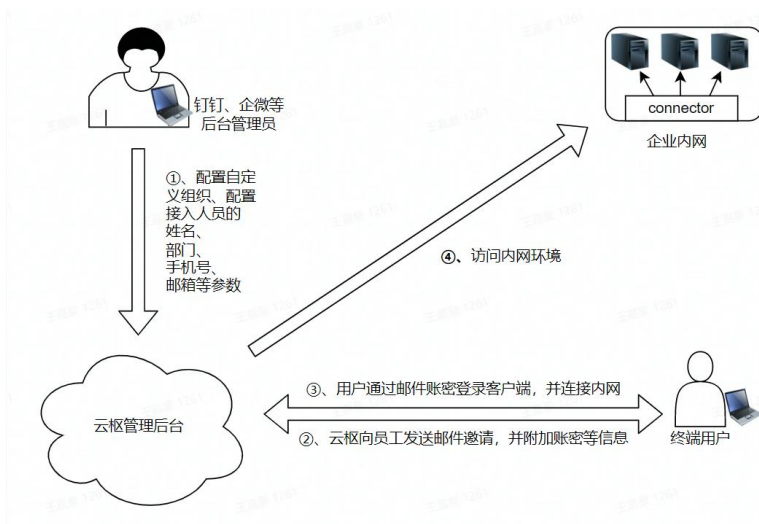 钉钉、企微等
后台管理员
connector
企业内网
①、配置自定
义组织、配置
接入人员的
姓名、
部门、
手机号、
邮箱等参数
④、访问内网环境
③、用户通过邮件账密登录客户端，并连接内网
云枢管理后台
②、云枢向员工发送邮件邀请，并附加账密等信息
终端用户